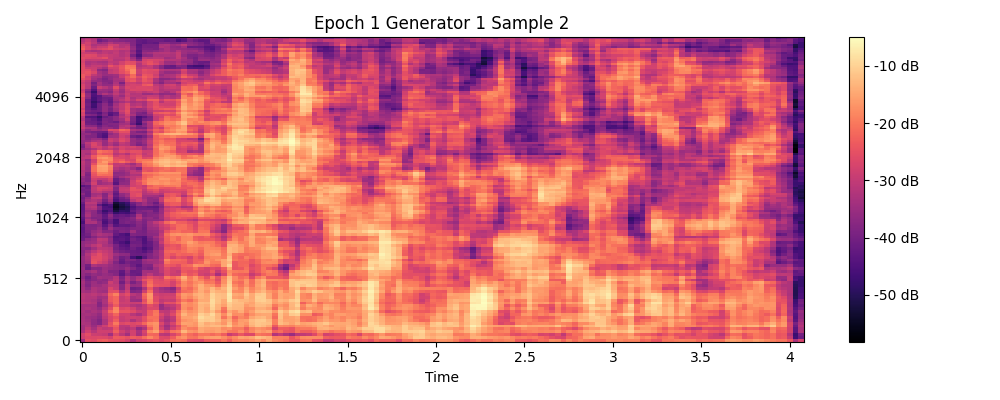 Epoch 1 Generator 1 Sample 2
Hz
4096
2048
1024
512
0
0 0.5 1 1.5 2 2.5 3 3.5 4
Time
-10 dB
-20 dB
-30 dB
-40 dB
-50 dB